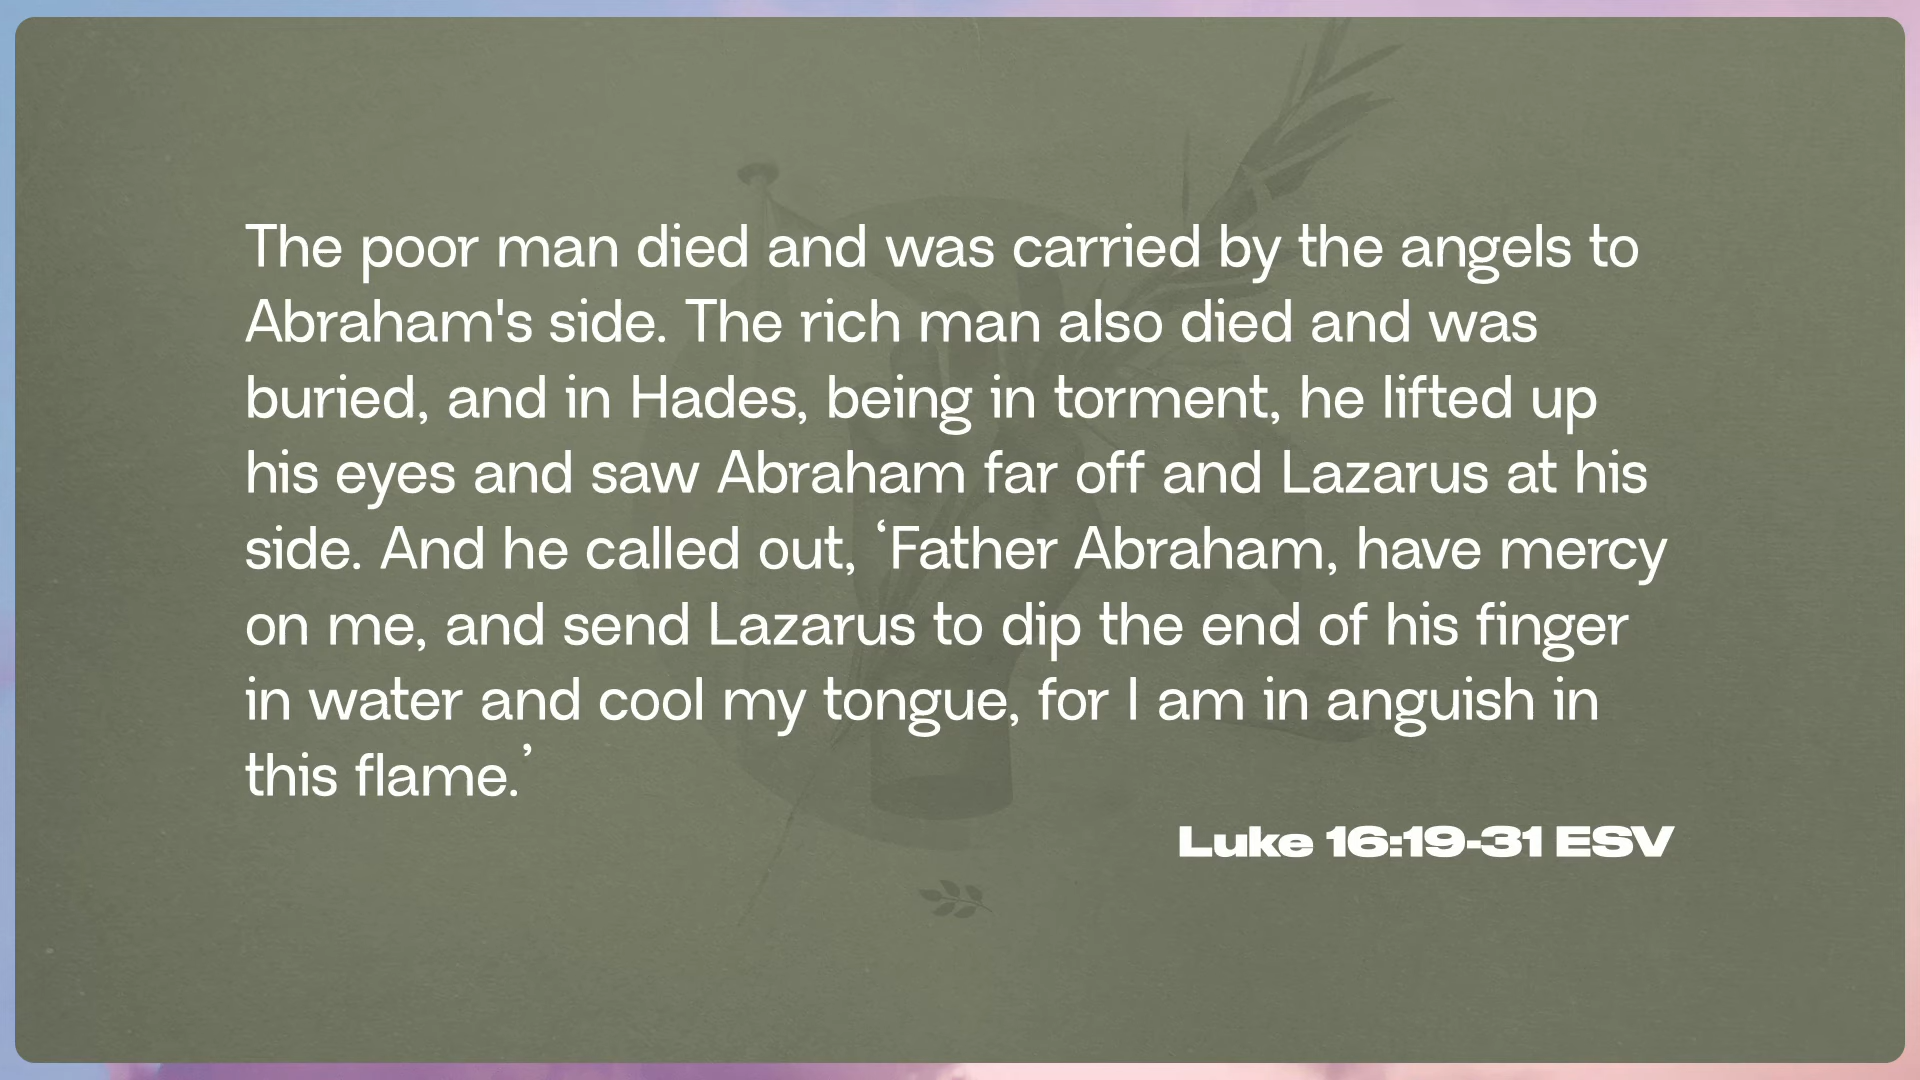 The poor man died and was carried by the angels to
Abraham's side. The rich man also died and was
buried, and in Hades, being in torment, he lifted up
his eyes and saw Abraham far off and Lazarus at his
side. And he called out, ‘Father Abraham, have mercy
on me, and send Lazarus to dip the end of his finger
in water and cool my tongue, for I am in anguish in
this flame.’
Luke 16:19-31 ESV